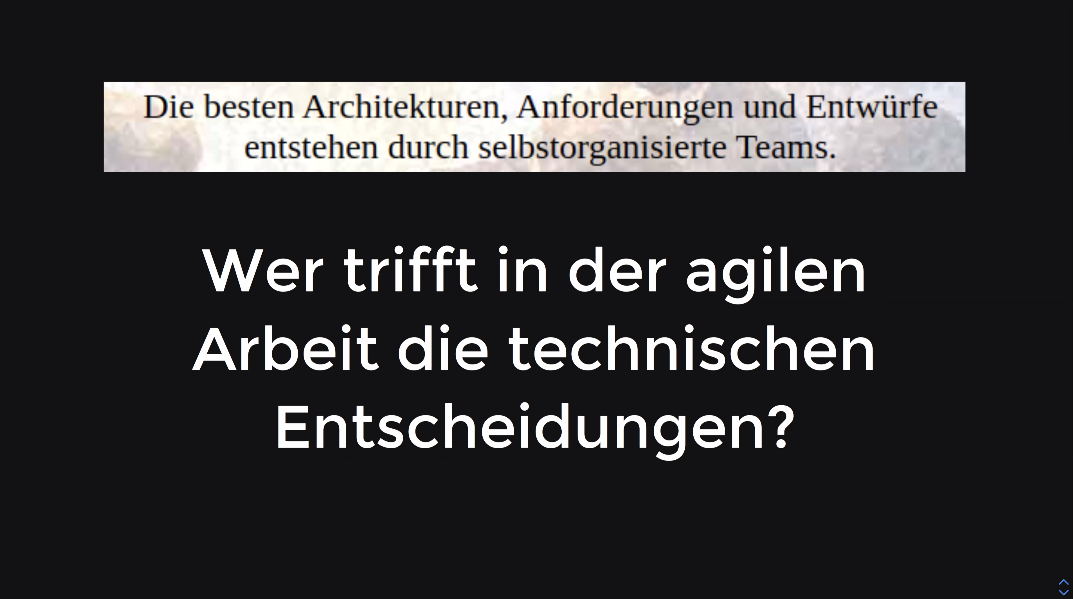 Die besten Architekturen, Anforderungen und Entwürfe
entstehen durch selbstorganisierte Teams.
Wer trifft in der agilen
Arbeit die technischen
Entscheidungen?